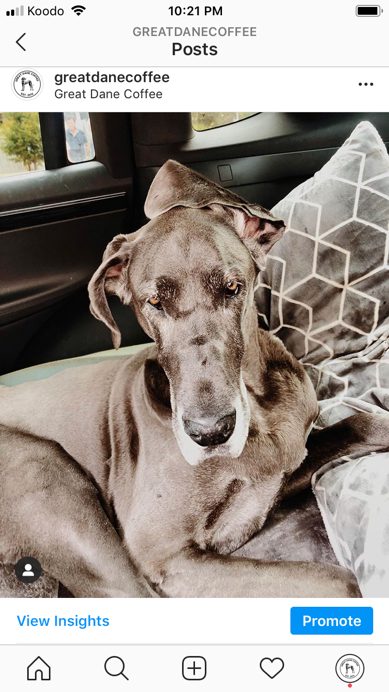 Koodo 10:21 PM
GREATDANECOFFEE
Posts
greatdanecoffee
Great Dane Coffee
View Insights
Promote